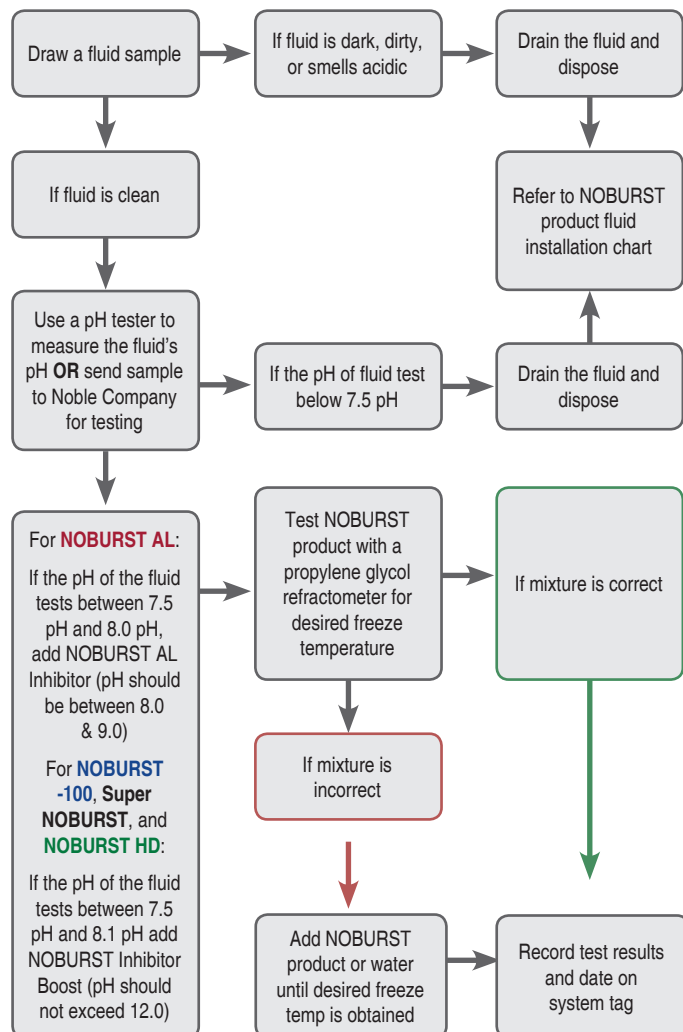 Draw a fluid sample
If fluid is dark, dirty,
or smells acidic
Drain the fluid and
dispose
If fluid is clean
Refer to NOBURST
product fluid
installation chart
Use a pH tester to
measure the fluid's
pH OR send sample
to Noble Company
for testing
If the pH of fluid test
below 7.5 pH
Drain the fluid and
dispose
For NOBURST AL:
If the pH of the fluid
tests between 7.5
pH and 8.0 pH,
add NOBURST AL
Inhibitor (pH should
be between 8.0
& 9.0)
For NOBURST
-100, Super
NOBURST, and
NOBURST HD:
If the pH of the fluid
tests between 7.5
pH and 8.1 pH add
NOBURST Inhibitor
Boost (pH should
not exceed 12.0)
Test NOBURST
product with a
propylene glycol
refractometer for
desired freeze
temperature
If mixture is correct
If mixture is
incorrect
Add NOBURST
product or water
until desired freeze
temp is obtained
Record test results
and date on
system tag